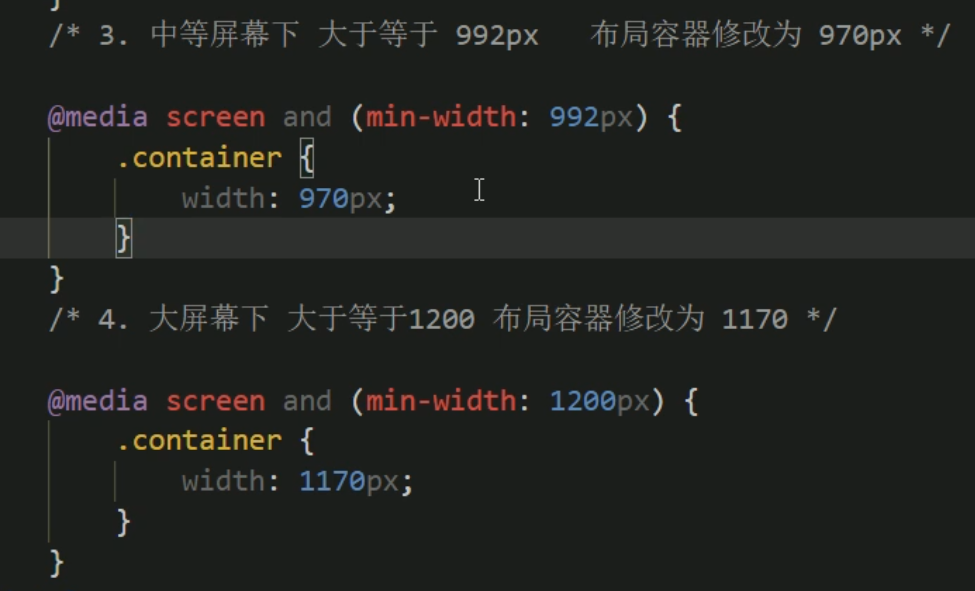 }
/* 3. 中等屏幕下 大于等于 992px 布局容器修改为 970px */
@media screen and (min-width: 992px) {
.container {
width: 970px;
}
}
/* 4. 大屏幕下 大于等于1200 布局容器修改为 1170 */
@media screen and (min-width: 1200px) {
.container {
width: 1170px;
}
}